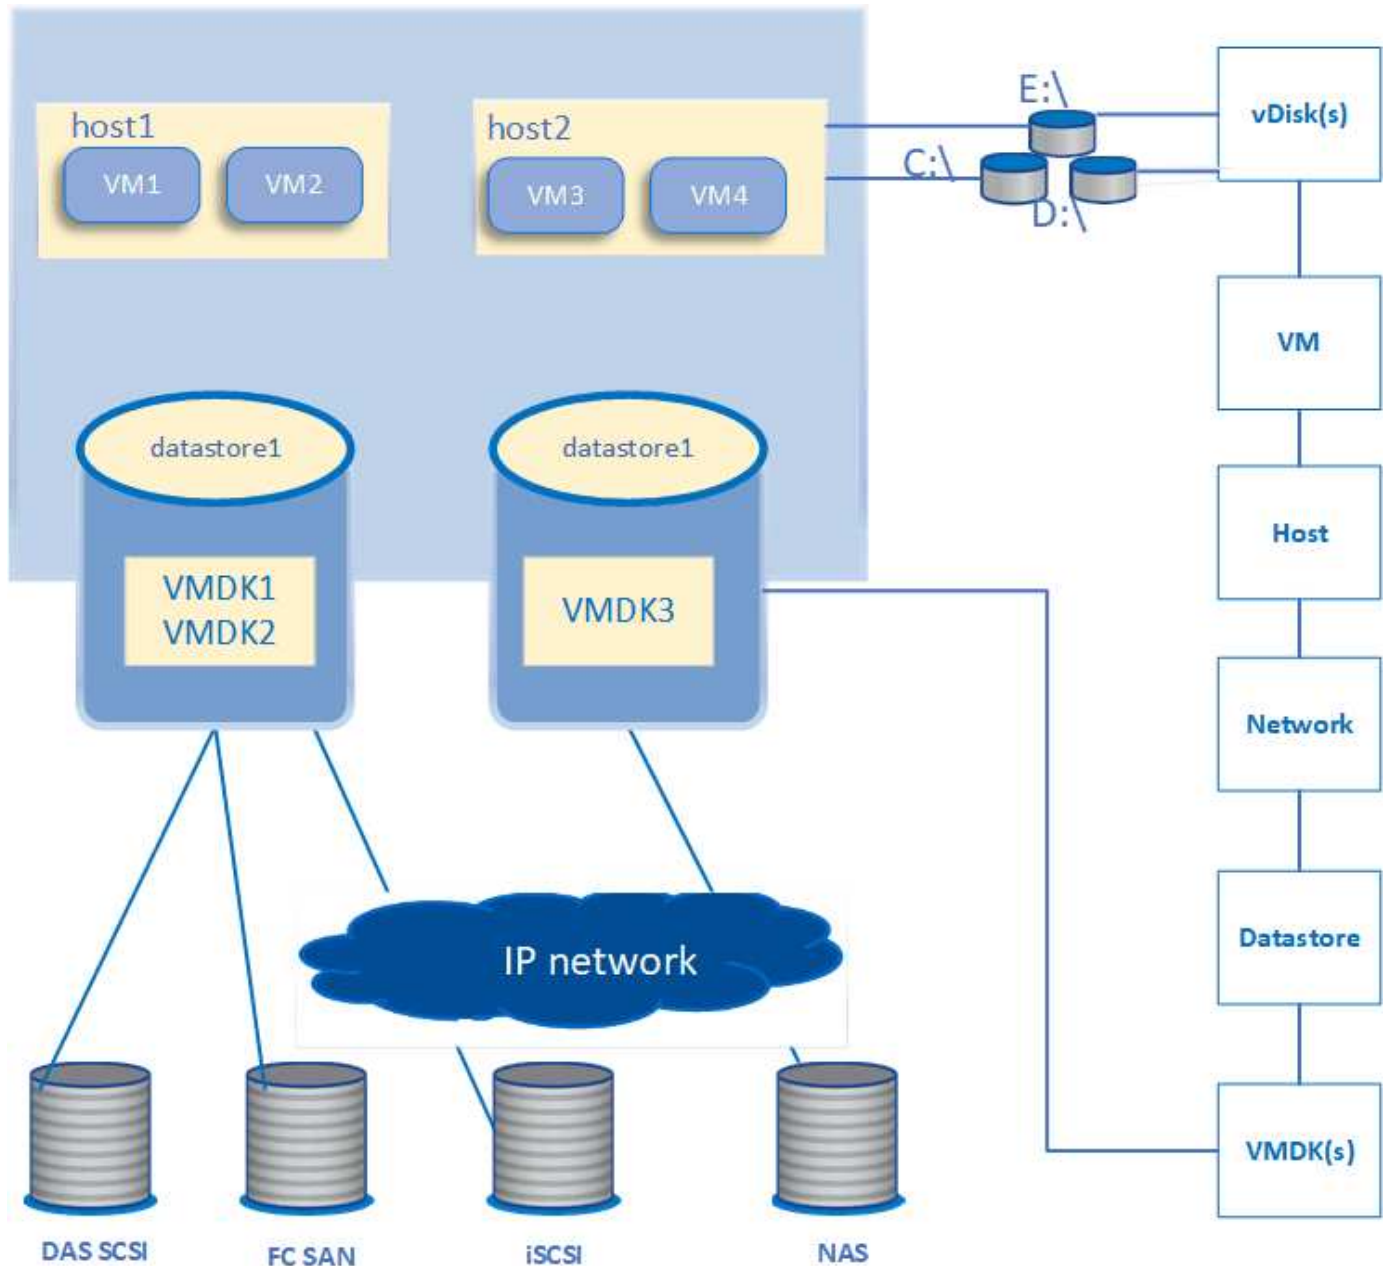 host1
VM1
VM2
host2
VM3
VM4
E:\
C:\
D:\
vDisk(s)
VM
Host
Network
Datastore
VMDK(s)
datastore1
VMDK1
VMDK2
datastore1
VMDK3
IP network
DAS SCSI
FC SAN
iSCSI
NAS